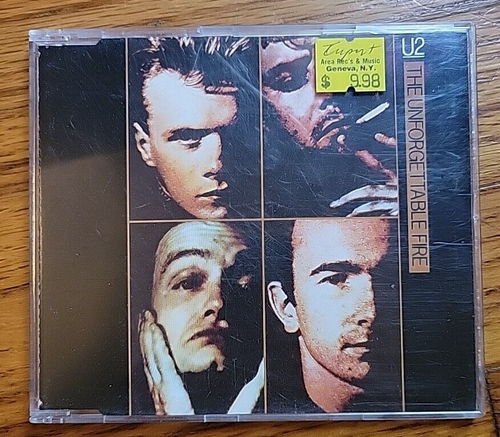 Import
Area Rec's & Music
Geneva, N.Y.
$ 9.98
U2
THE UNFORGETTABLE FIRE